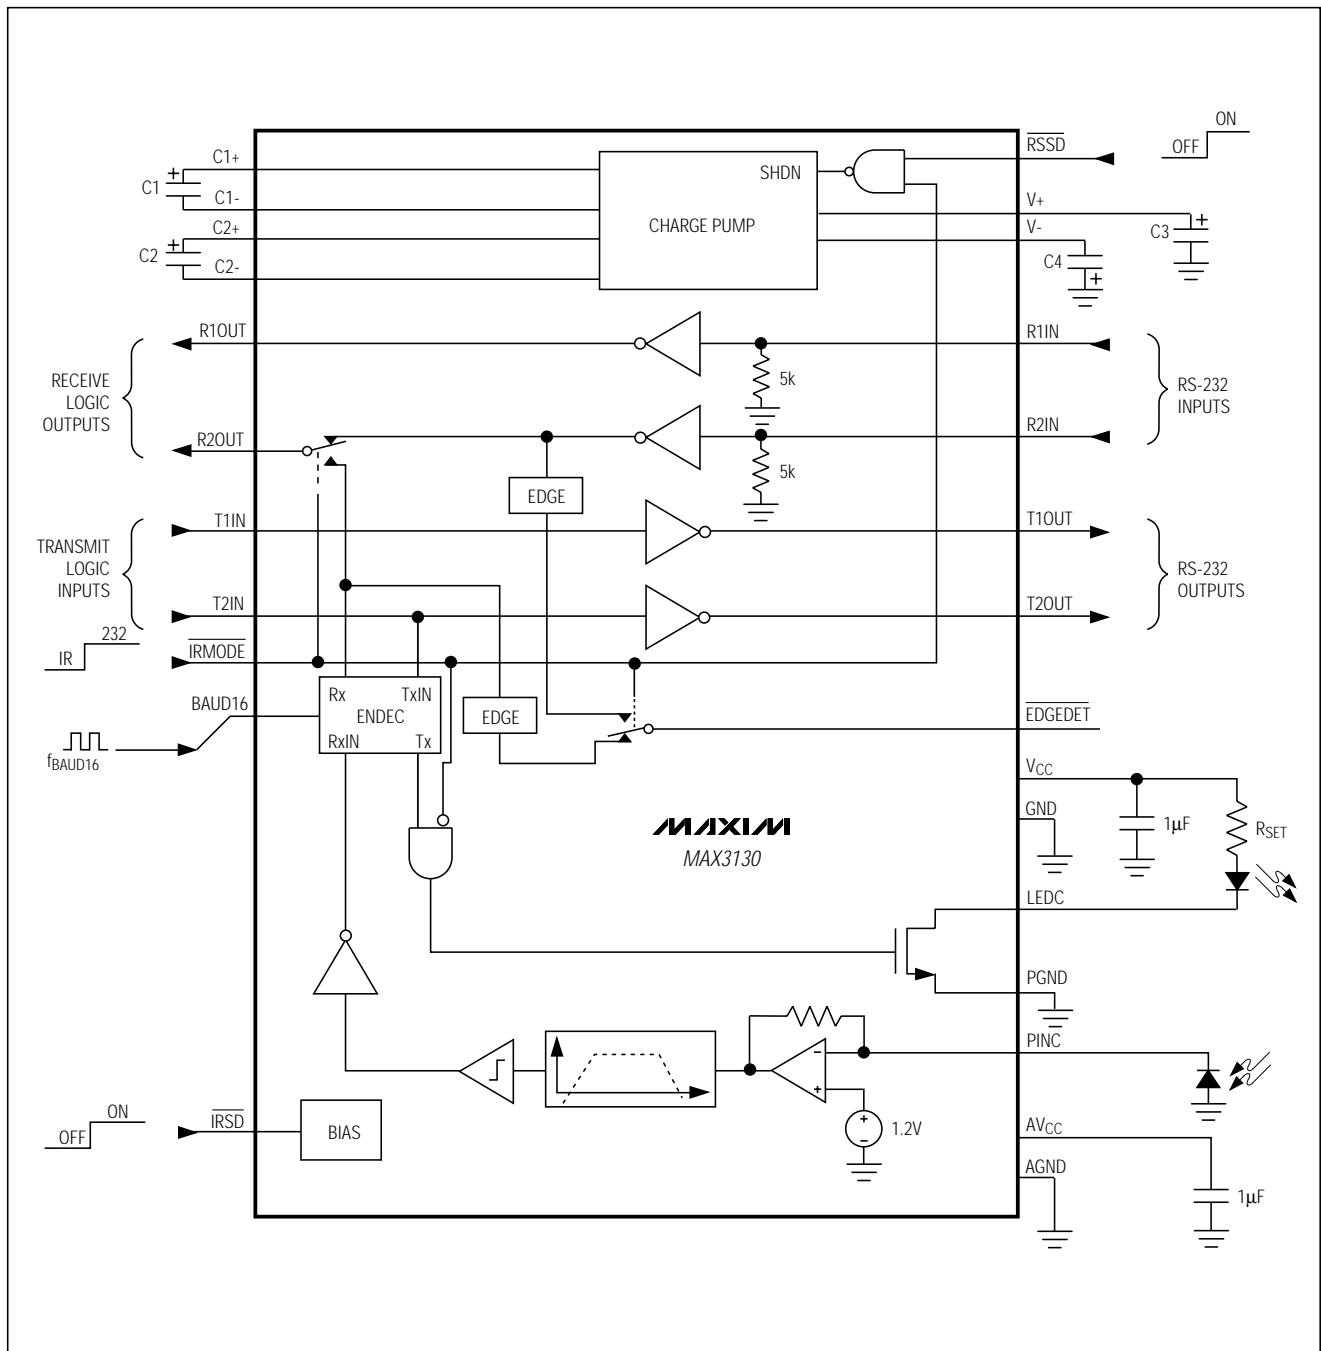 ON
RSSD
OFF
C1+
SHDN
C1
C1-
V+
CHARGE PUMP
C2+
V-
C3
C2
C2-
C4
R1OUT
R1IN
5k
RECEIVE
LOGIC
OUTPUTS
RS-232
INPUTS
R2OUT
R2IN
5k
EDGE
T1IN
T1OUT
TRANSMIT
LOGIC
INPUTS
RS-232
OUTPUTS
T2IN
T2OUT
232
IR
IRMODE
Rx
TxIN
BAUD16
ENDEC
EDGE
EDGEDET
RxIN
Tx
fBAUD16
VCC
GND
1µF
RSET
MAXIM
MAX3130
LEDC
PGND
PINC
-
+
+
-
1.2V
ON
OFF
IRSD
BIAS
AVCC
AGND
1µF